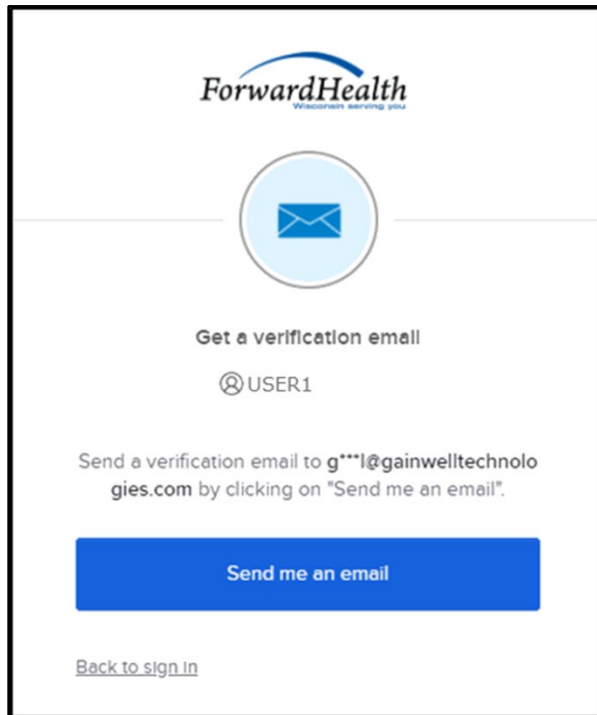 ForwardHealth
Wisconsin serving you
Get a verification email
USER1
Send a verification email to g***l@gainwelltechnolo
gies.com by clicking on "Send me an email".
Send me an email
Back to sign in